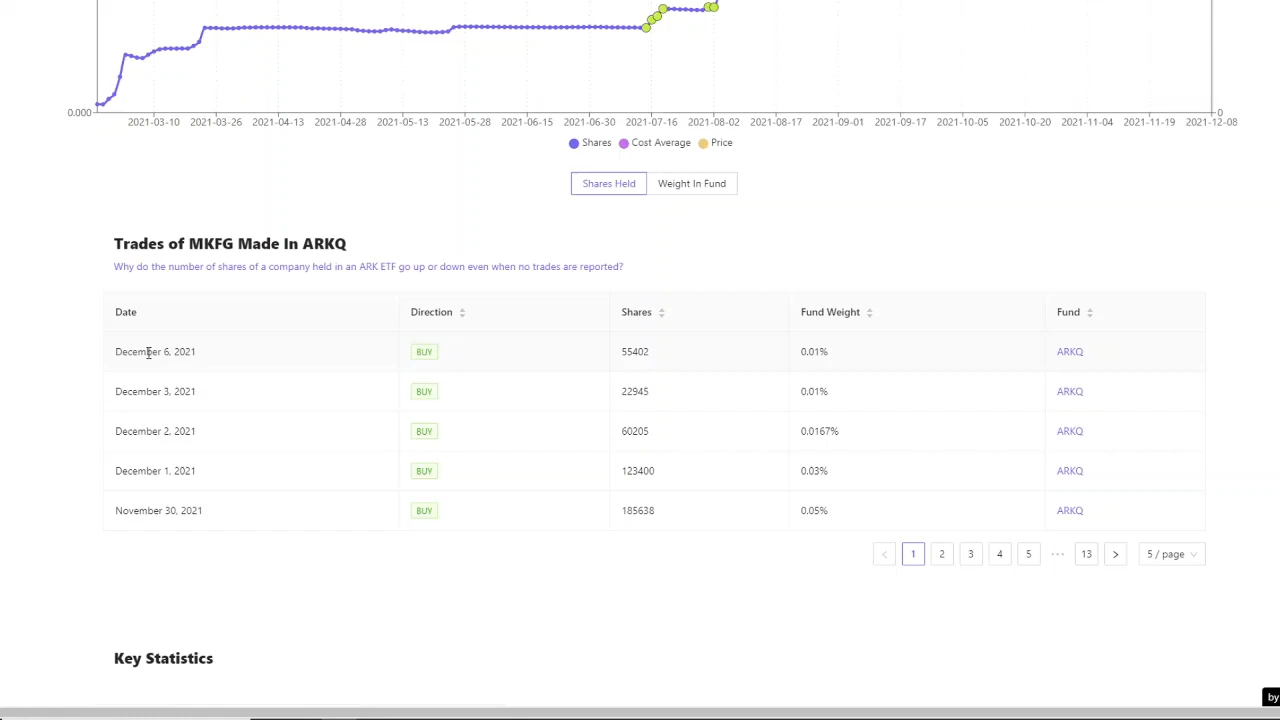 0.000
0
2021-03-10 2021-03-26 2021-04-13 2021-04-28 2021-05-13 2021-05-28 2021-06-15 2021-06-30 2021-07-16 2021-08-02 2021-08-17 2021-09-01 2021-09-17 2021-10-05 2021-10-20 2021-11-04 2021-11-19 2021-12-08
Shares Cost Average Price
Shares Held Weight In Fund
Trades of MKFG Made In ARKQ
Why do the number of shares of a company held in an ARK ETF go up or down even when no trades are reported?
Date Direction Shares Fund Weight Fund
December 6, 2021 BUY 55402 0.01% ARKQ
December 3, 2021 BUY 22945 0.01% ARKQ
December 2, 2021 BUY 60205 0.0167% ARKQ
December 1, 2021 BUY 123400 0.03% ARKQ
November 30, 2021 BUY 185638 0.05% ARKQ
< 1 2 3 4 5 ••• 13 > 5 / page
Key Statistics
by